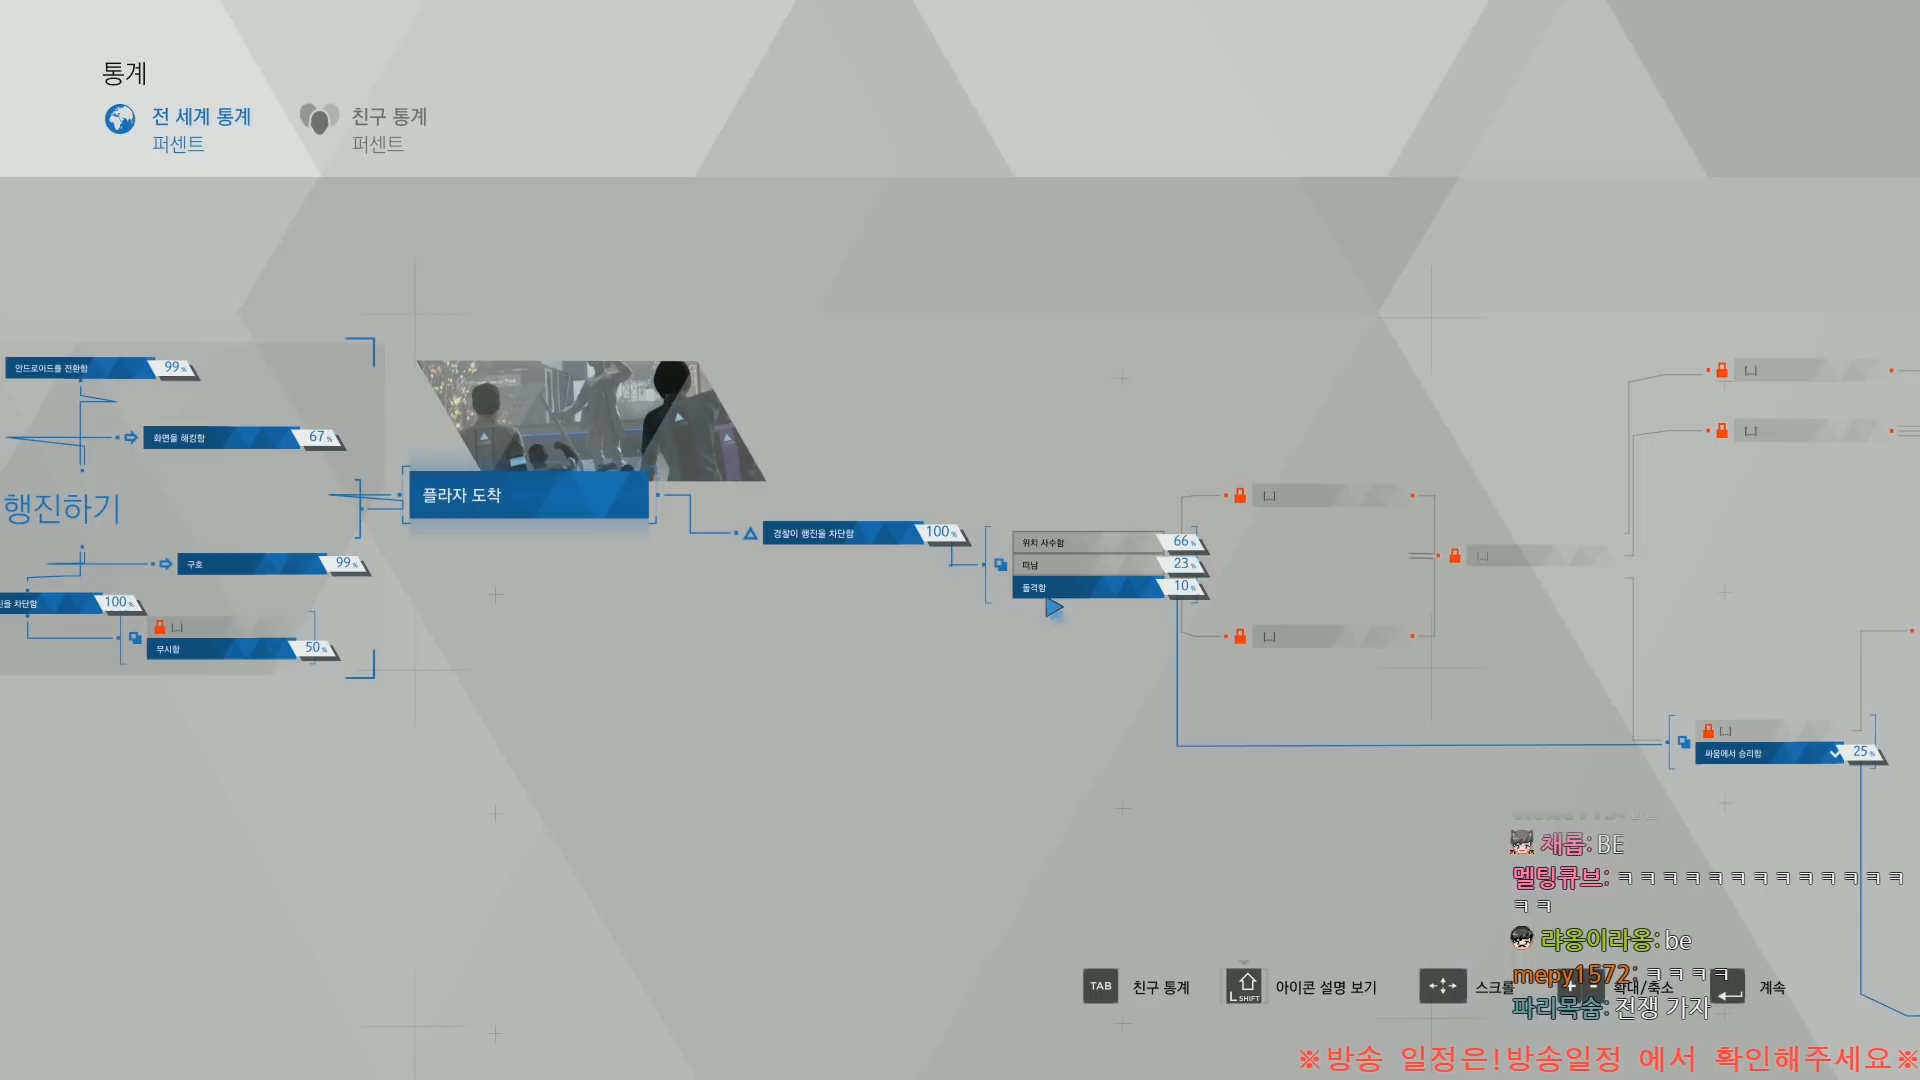 통계
전 세계 통계
퍼센트
친구 통계
퍼센트
안드로이드를 전환함 99%
화면을 해킹함 67%
행진하기
구호 99%
을 차단함 100%
[...]
무시함 50%
플라자 도착
경찰이 행진을 차단함 100%
위치 사수함 66%
떠남 23%
돌격함 10%
[...]
[...]
[...]
[...]
[...]
[...]
싸움에서 승리함 25%
채롭: BE
멜팅큐브: ㅋㅋㅋㅋㅋㅋㅋㅋㅋㅋㅋㅋㅋ
ㅋㅋ
랴옹이라옹: be
mepy1572: ㅋㅋㅋㅋ
파리목숨: 전쟁 가자
TAB 친구 통계
L SHIFT 아이콘 설명 보기
스크롤
+ - 확대/축소
계속
※방송 일정은!방송일정 에서 확인해주세요※